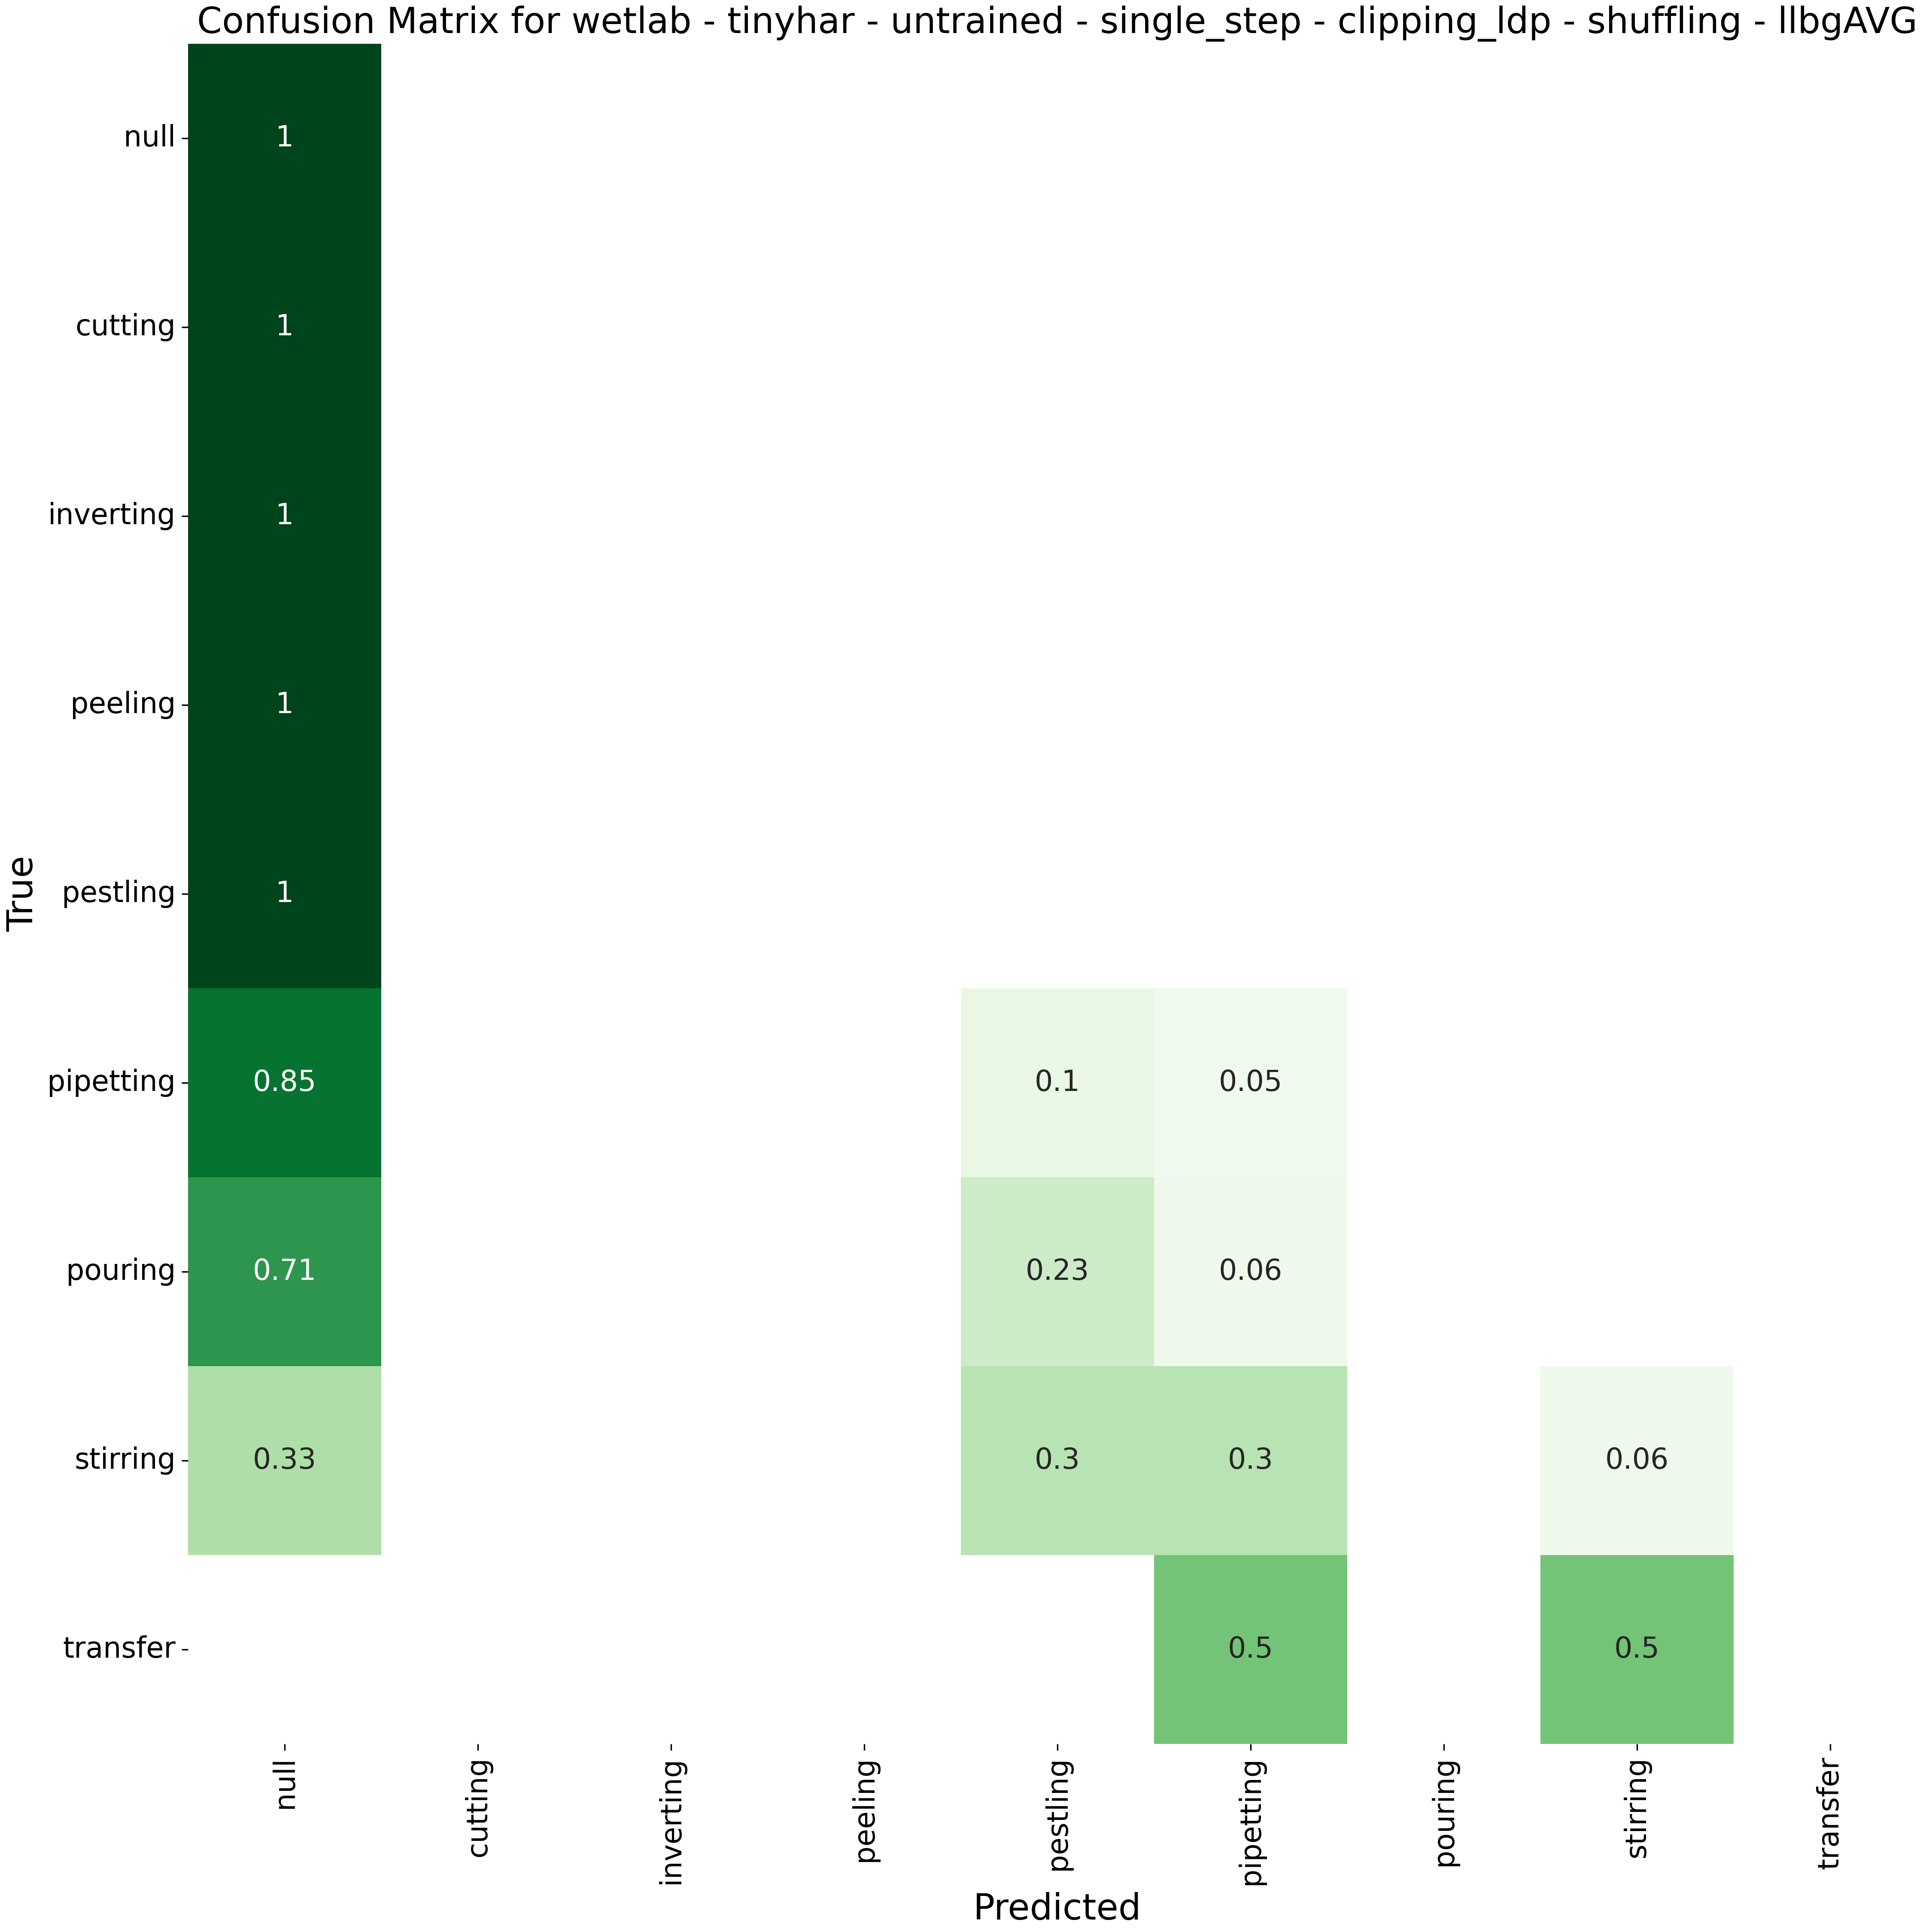 Confusion Matrix for wetlab - tinyhar - untrained - single_step - clipping_ldp - shuffling - llbgAVG
null 1
cutting 1
inverting 1
peeling 1
pestling 1
True
pipetting 0.85 0.1 0.05
pouring 0.71 0.23 0.06
stirring 0.33 0.3 0.3 0.06
transfer 0.5 0.5
null cutting inverting peeling pestling pipetting pouring stirring transfer
Predicted